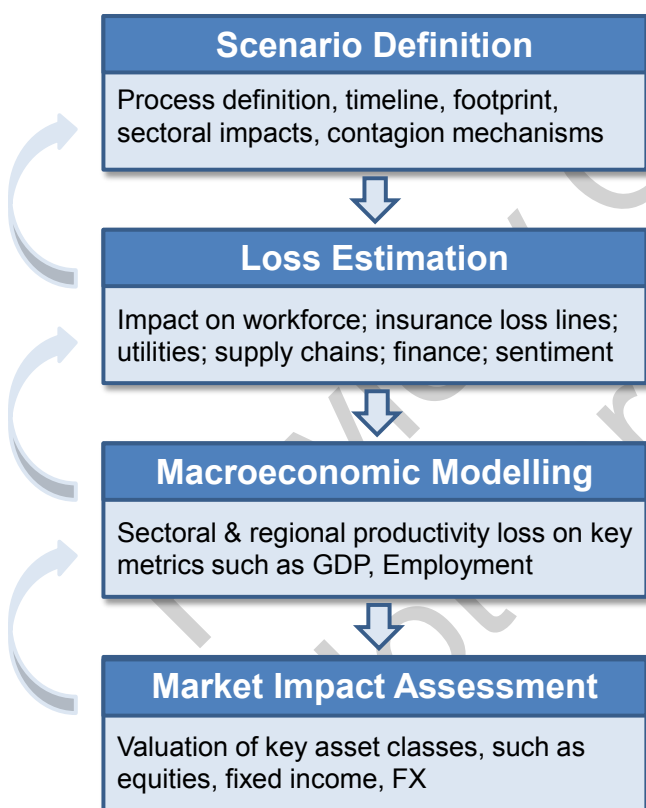 Scenario Definition
Process definition, timeline, footprint,
sectoral impacts, contagion mechanisms
Loss Estimation
Impact on workforce; insurance loss lines;
utilities; supply chains; finance; sentiment
Macroeconomic Modelling
Sectoral & regional productivity loss on key
metrics such as GDP, Employment
Market Impact Assessment
Valuation of key asset classes, such as
equities, fixed income, FX